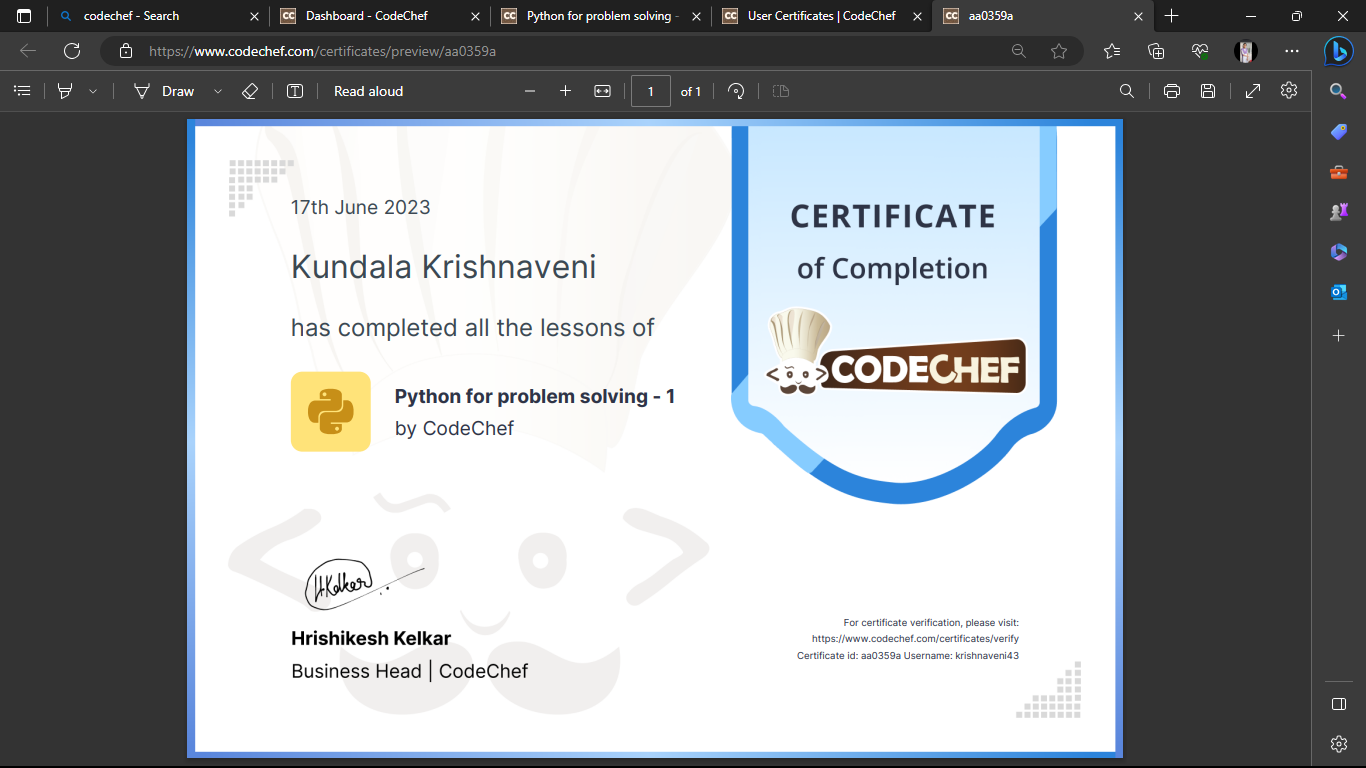 codechef - Search
Dashboard - CodeChef
Python for problem solving -
User Certificates | CodeChef
aa0359a
https://www.codechef.com/certificates/preview/aa0359a
Draw
Read aloud
1 of 1
17th June 2023
Kundala Krishnaveni
has completed all the lessons of
Python for problem solving - 1
by CodeChef
CERTIFICATE
of Completion
CODECHEF
HKelkar
Hrishikesh Kelkar
Business Head | CodeChef
For certificate verification, please visit:
https://www.codechef.com/certificates/verify
Certificate id: aa0359a Username: krishnaveni43